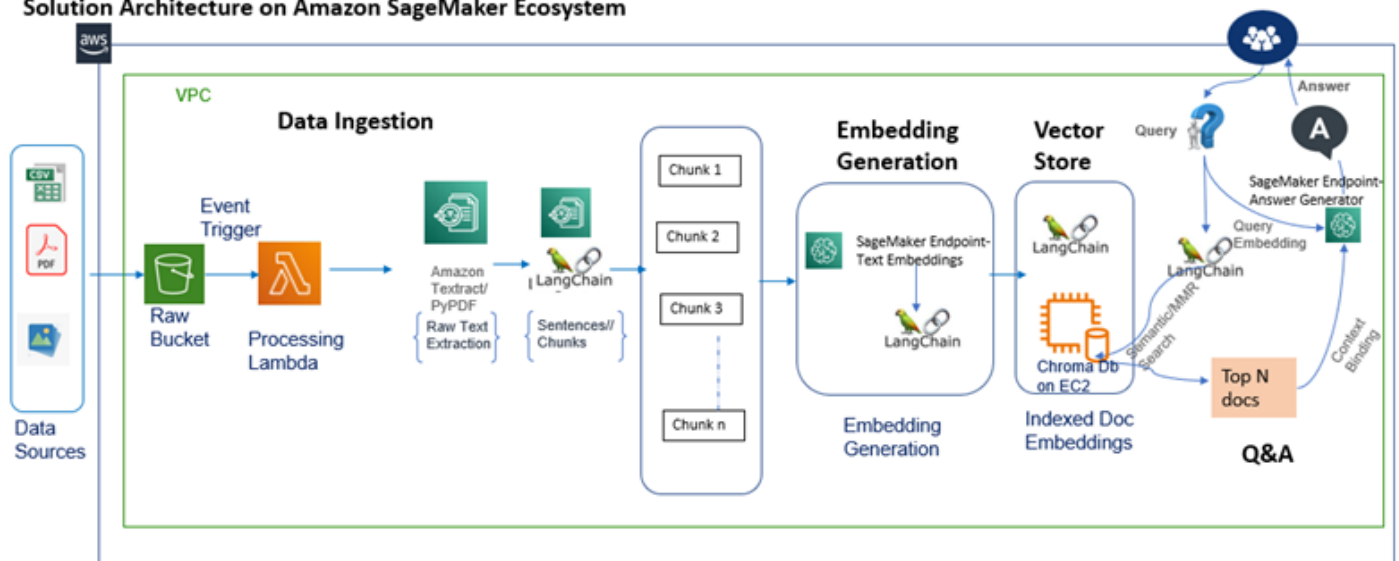 Solution Architecture on Amazon SageMaker Ecosystem
aws
VPC
Data Ingestion
CSV
PDF
Data
Sources
Event
Trigger
Raw
Bucket
Processing
Lambda
Amazon
Textract/
PyPDF
Raw Text
Extraction
LangChain
Sentences//
Chunks
Chunk 1
Chunk 2
Chunk 3
Chunk n
Embedding
Generation
SageMaker Endpoint-
Text Embeddings
LangChain
Embedding
Generation
Vector
Store
LangChain
Chroma Db
on EC2
Indexed Doc
Embeddings
Query
Answer
A
SageMaker Endpoint-
Answer Generator
Query
Embedding
LangChain
Semantic/MMR
Search
Top N
docs
Context
Binding
Q&A